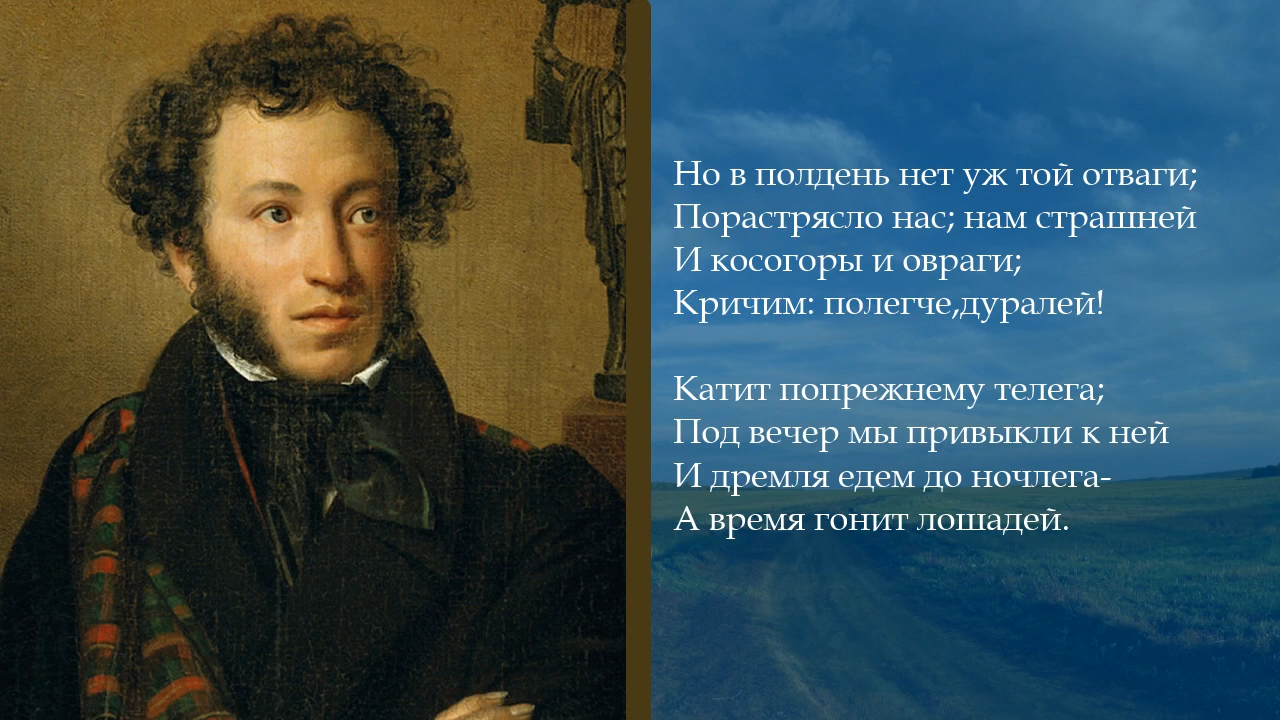 Но в полдень нет уж той отваги;
Порастрясло нас; нам страшней
И косогоры и овраги;
Кричим: полегче,дуралей!
Катит попрежнему телега;
Под вечер мы привыкли к ней
И дремля едем до ночлега-
А время гонит лошадей.